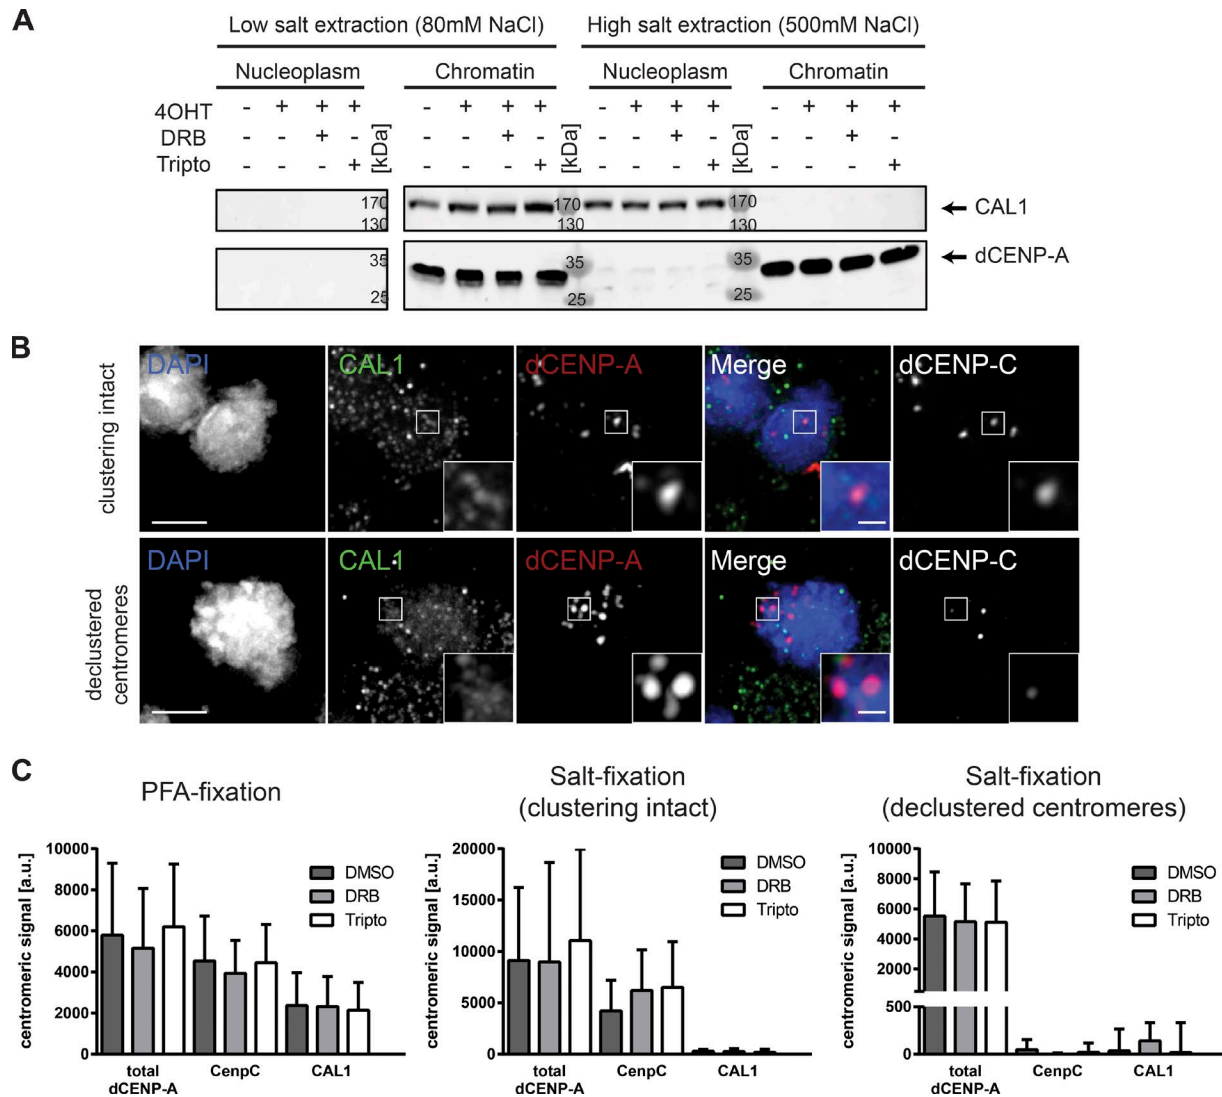 A
Low salt extraction (80mM NaCl)
High salt extraction (500mM NaCl)
Nucleoplasm
Chromatin
Nucleoplasm
Chromatin
4OHT - + + + - + + + - + + + - + + +
DRB - - + - - - + - - - + - - - + -
Tripto - - - + - - - + - - - + - - - +
[kDa]
[kDa]
[kDa]
170
170
170
CAL1
130
130
130
35
35
35
dCENP-A
25
25
25
B
clustering intact
DAPI
CAL1
dCENP-A
Merge
dCENP-C
declustered
centromeres
DAPI
CAL1
dCENP-A
Merge
dCENP-C
C
PFA-fixation
centromeric signal [a.u.]
10000
8000
6000
4000
2000
0
DMSO
DRB
Tripto
total
dCENP-A
CenpC
CAL1
Salt-fixation
(clustering intact)
centromeric signal [a.u.]
20000
15000
10000
5000
0
DMSO
DRB
Tripto
total
dCENP-A
CenpC
CAL1
Salt-fixation
(declustered centromeres)
centromeric signal [a.u.]
10000
8000
6000
4000
2000
500
0
DMSO
DRB
Tripto
total
dCENP-A
CenpC
CAL1